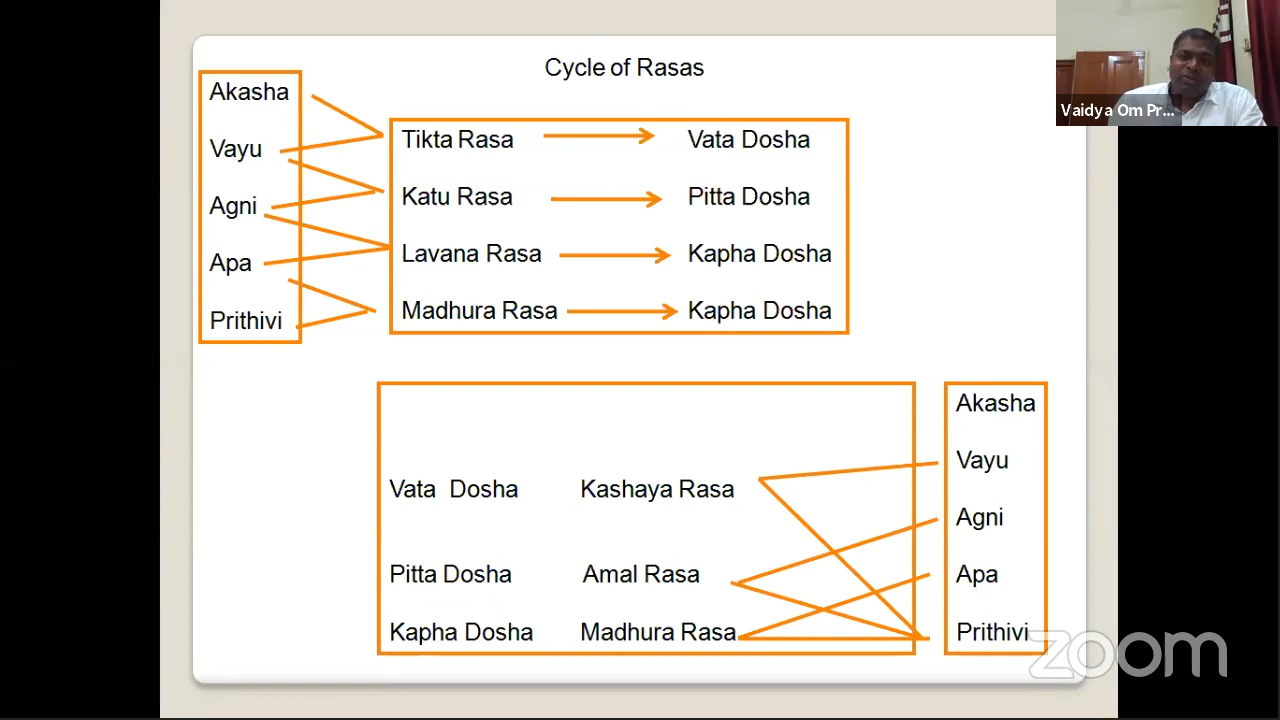 Cycle of Rasas
Akasha
Vayu
Agni
Apa
Prithivi
Tikta Rasa Vata Dosha
Katu Rasa Pitta Dosha
Lavana Rasa Kapha Dosha
Madhura Rasa Kapha Dosha
Vata Dosha Kashaya Rasa
Pitta Dosha Amal Rasa
Kapha Dosha Madhura Rasa
Akasha
Vayu
Agni
Apa
Prithivi
Vaidya Om Pr...
zoom